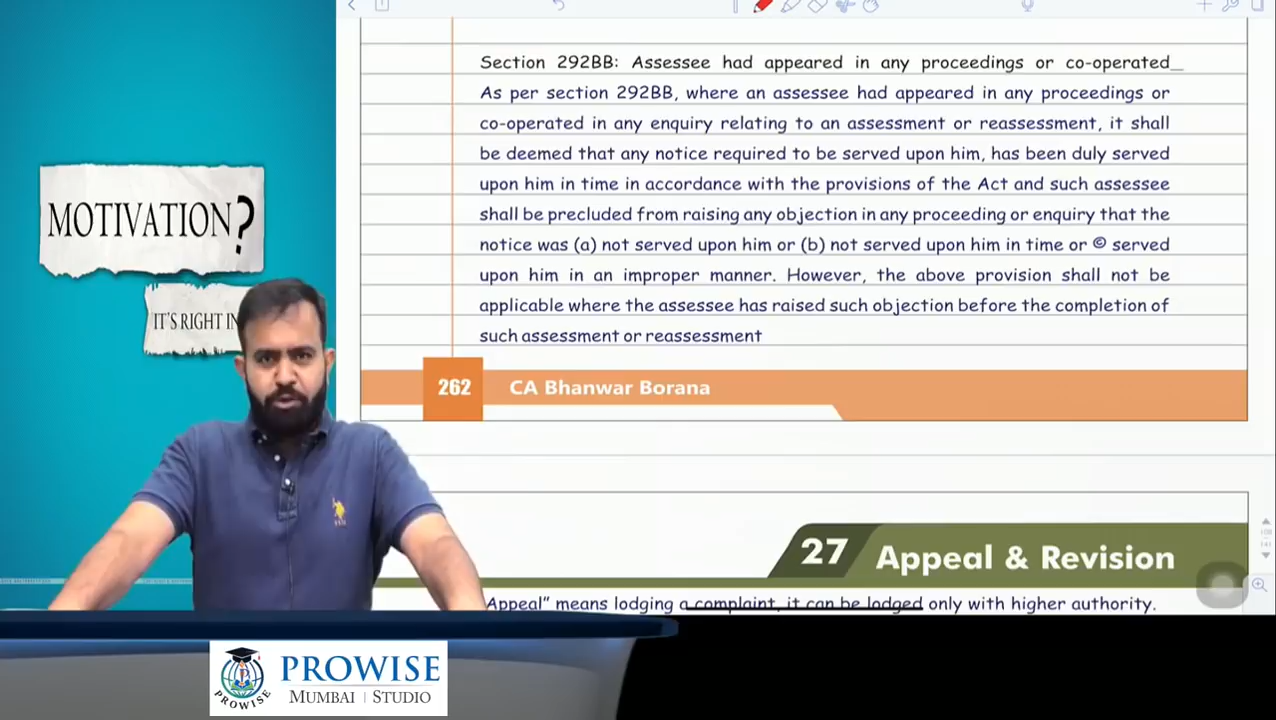 Section 292BB: Assessee had appeared in any proceedings or co-operated_
As per section 292BB, where an assessee had appeared in any proceedings or
co-operated in any enquiry relating to an assessment or reassessment, it shall
be deemed that any notice required to be served upon him, has been duly served
upon him in time in accordance with the provisions of the Act and such assessee
shall be precluded from raising any objection in any proceeding or enquiry that the
notice was (a) not served upon him or (b) not served upon him in time or © served
upon him in an improper manner. However, the above provision shall not be
applicable where the assessee has raised such objection before the completion of
such assessment or reassessment
262 CA Bhanwar Borana
27 Appeal & Revision
Appeal” means lodging a complaint, it can be lodged only with higher authority.
MOTIVATION?
IT'S RIGHT IN
PROWISE
PROWISE
MUMBAI | STUDIO